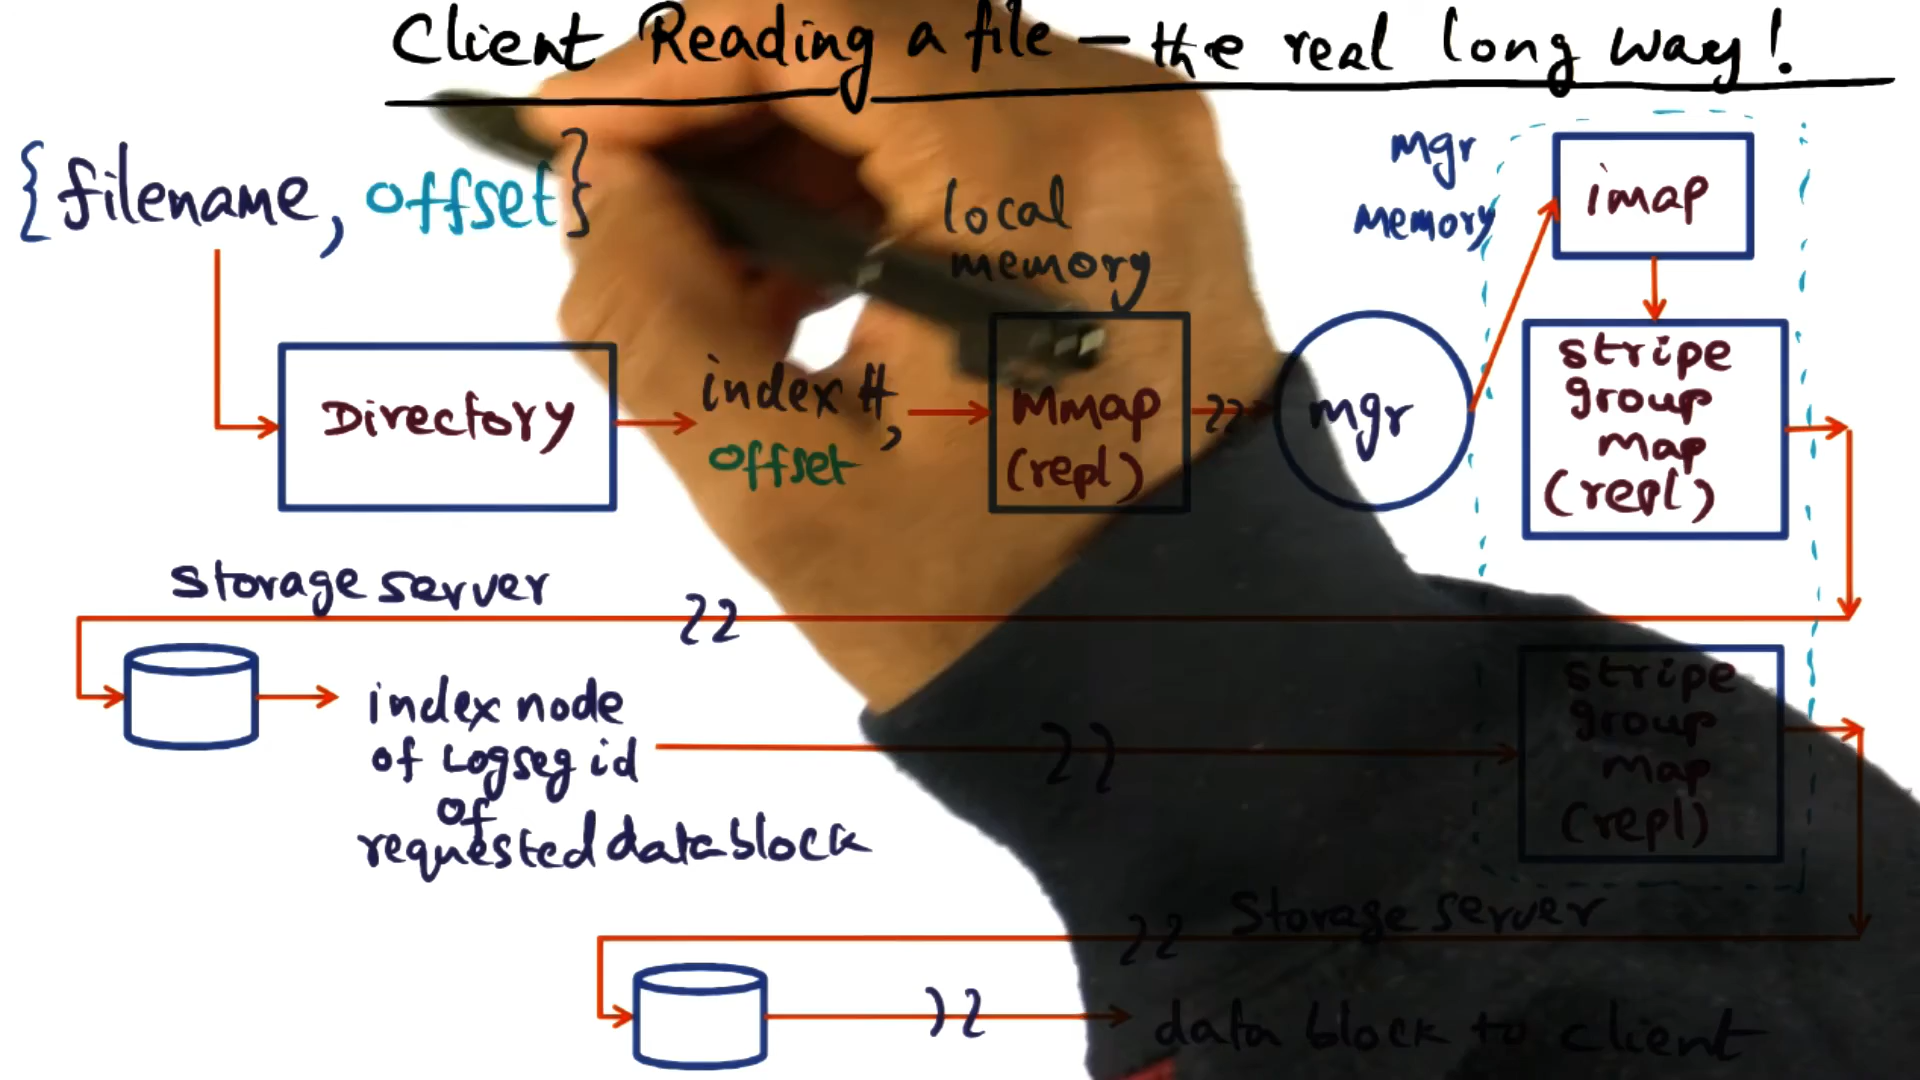 Client Reading a file – the real long way!
{filename, offset}
local
memory
mgr
memory
imap
Directory
index #,
offset
Mmap
(repl)
mgr
stripe
group
map
(repl)
storage server
index node
of logseg id
of
requested data block
stripe
group
map
(repl)
Storage server
data block to client